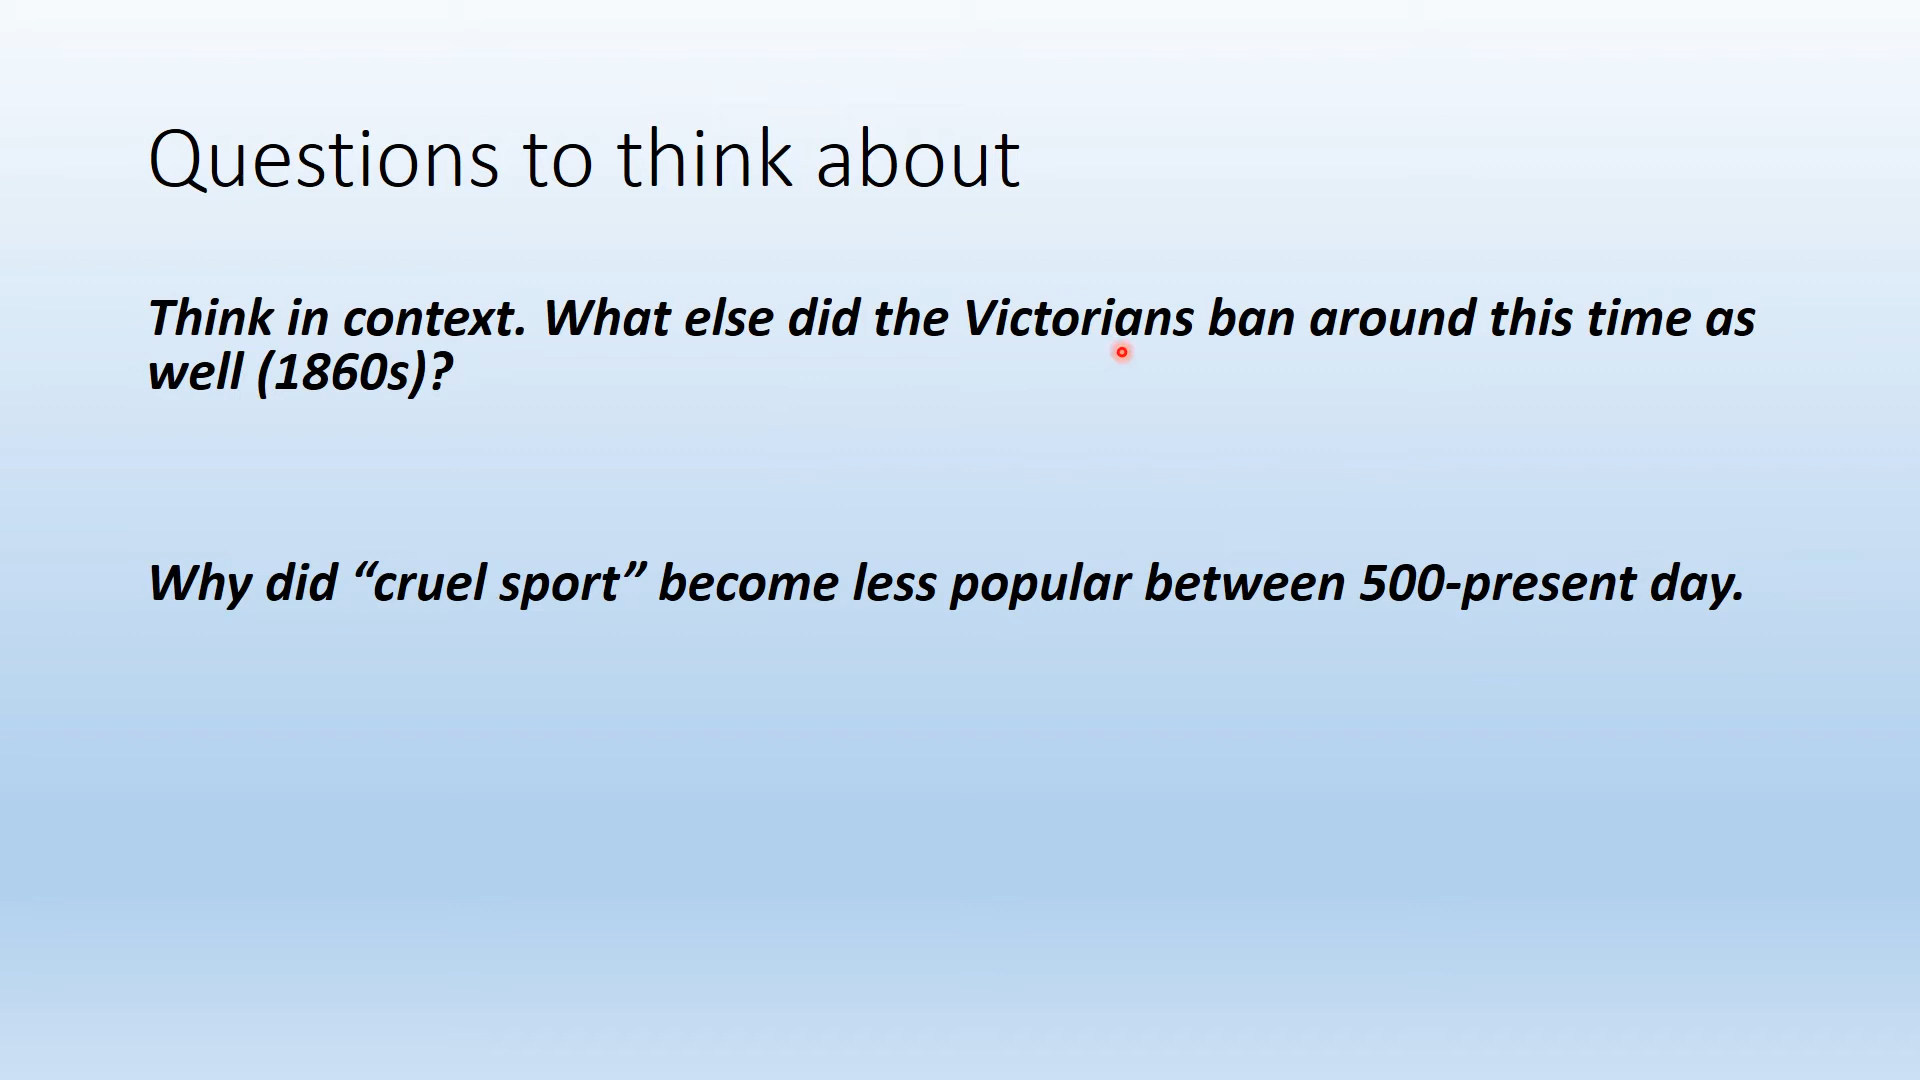 Questions to think about
Think in context. What else did the Victorians ban around this time as
well (1860s)?
Why did “cruel sport” become less popular between 500-present day.